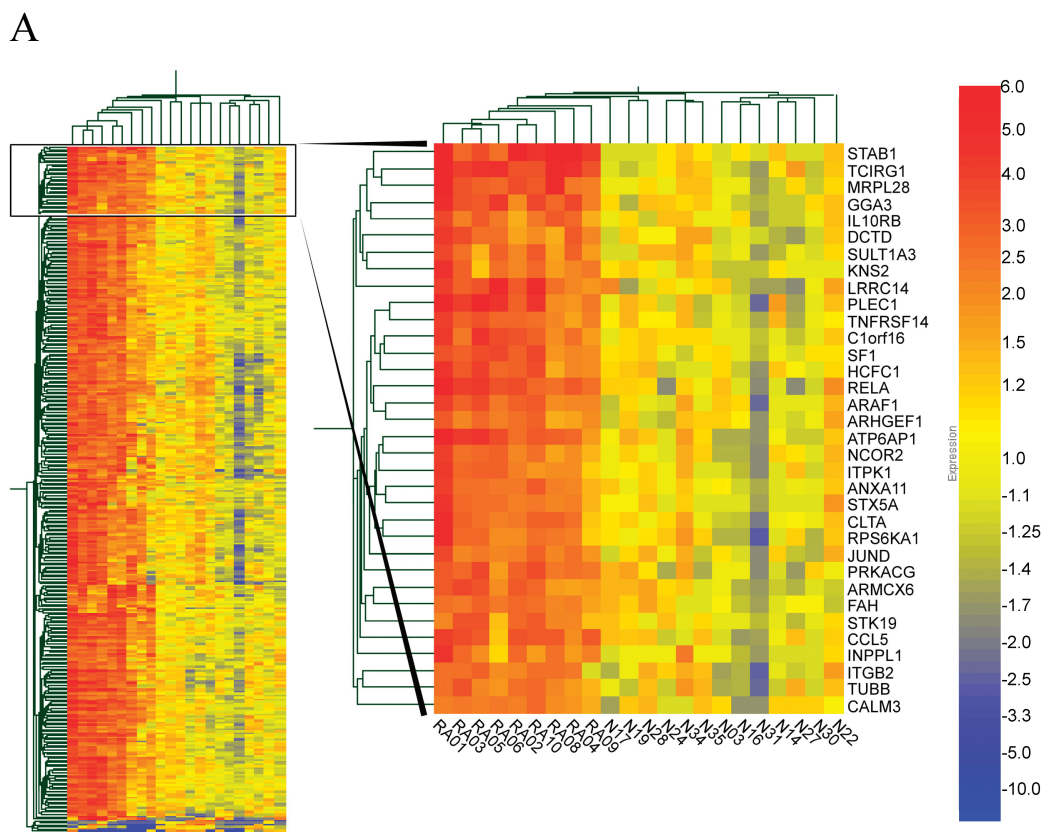 A
STAB1
TCIRG1
MRPL28
GGA3
IL10RB
DCTD
SULT1A3
KNS2
LRRC14
PLEC1
TNFRSF14
C1orf16
SF1
HCFC1
RELA
ARAF1
ARHGEF1
ATP6AP1
NCOR2
ITPK1
ANXA11
STX5A
CLTA
RPS6KA1
JUND
PRKACG
ARMCX6
FAH
STK19
CCL5
INPPL1
ITGB2
TUBB
CALM3
RA01
RA03
RA05
RA06
RA02
RA10
RA08
RA04
RA09
N17
N19
N28
N24
N34
N35
N03
N16
N31
N14
N27
N30
N22
Expression
6.0
5.0
4.0
3.0
2.5
2.0
1.5
1.2
1.0
-1.1
-1.25
-1.4
-1.7
-2.0
-2.5
-3.3
-5.0
-10.0